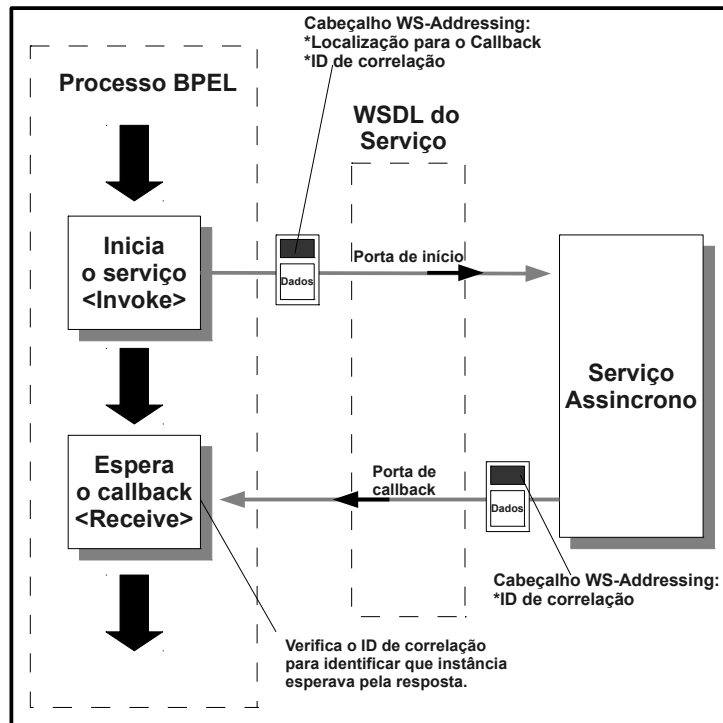 Cabeçalho WS-Addressing:
*Localização para o Callback
*ID de correlação
Processo BPEL
WSDL do
Serviço
Inicia
o serviço
<Invoke>
Dados
Porta de início
Serviço
Assincrono
Espera
o callback
<Receive>
Porta de
callback
Dados
Cabeçalho WS-Addressing:
*ID de correlação
Verifica o ID de correlação
para identificar que instância
esperava pela resposta.